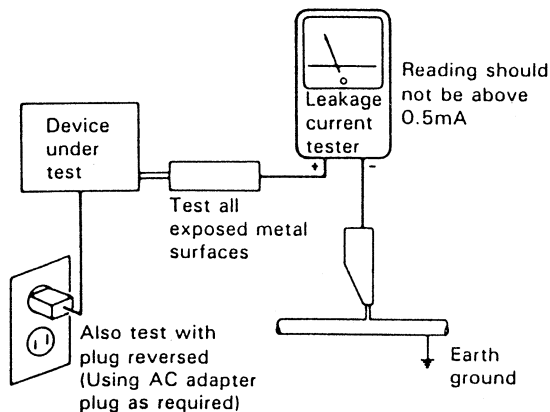 Device
under
test
Leakage
current
tester
+
-
Reading should
not be above
0.5mA
Test all
exposed metal
surfaces
Also test with
plug reversed
(Using AC adapter
plug as required)
Earth
ground